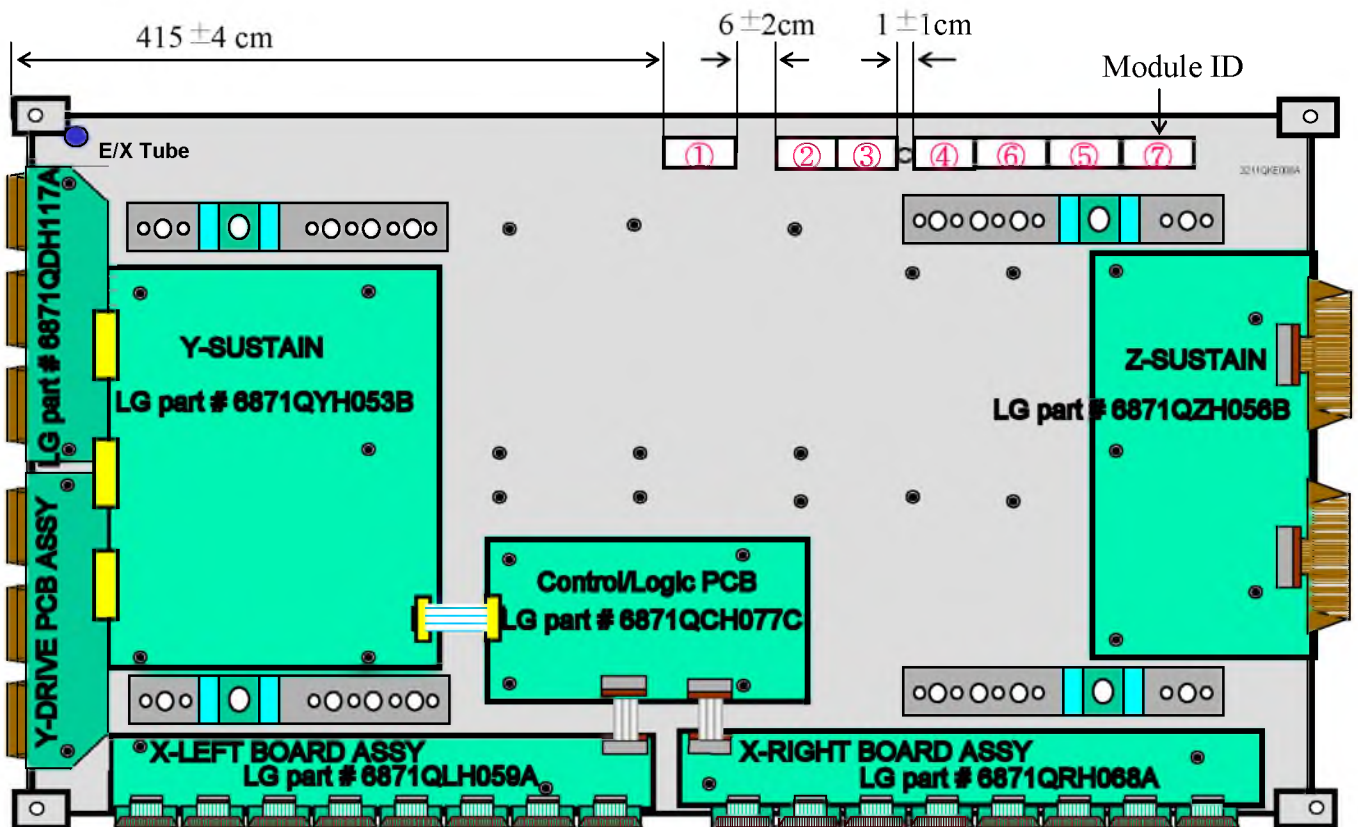 415 ±4 cm
6 ±2cm
1 ±1cm
Module ID
E/X Tube
① ② ③ ④ ⑥ ⑤ ⑦
3211QKE008A
LG part # 6871QDH117A
Y-DRIVE PCB ASSY
Y-SUSTAIN
LG part # 6871QYH053B
Z-SUSTAIN
LG part # 6871QZH056B
Control/Logic PCB
LG part # 6871QCH077C
X-LEFT BOARD ASSY
LG part # 6871QLH059A
X-RIGHT BOARD ASSY
LG part # 6871QRH068A